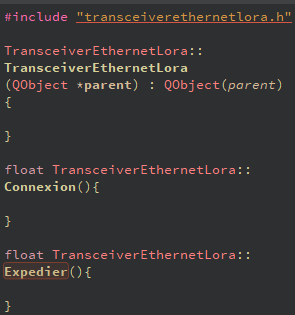 #include "transceiverethernetlora.h"
TransceiverEthernetLora::
TransceiverEthernetLora
(QObject *parent) : QObject(parent)
{
}
float TransceiverEthernetLora::
Connexion(){
}
float TransceiverEthernetLora::
Expedier(){
}